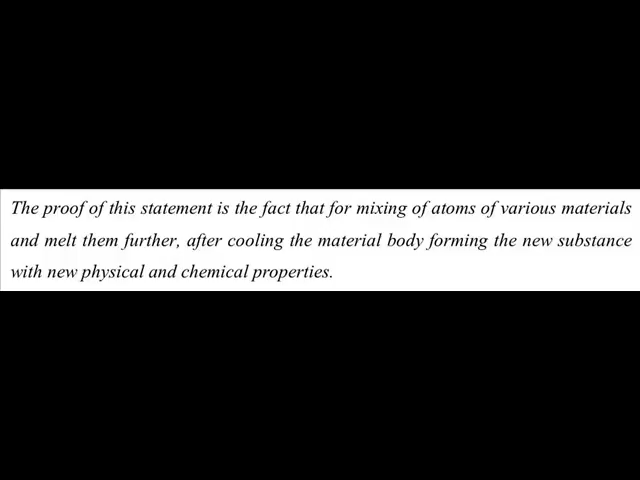 The proof of this statement is the fact that for mixing of atoms of various materials
and melt them further, after cooling the material body forming the new substance
with new physical and chemical properties.